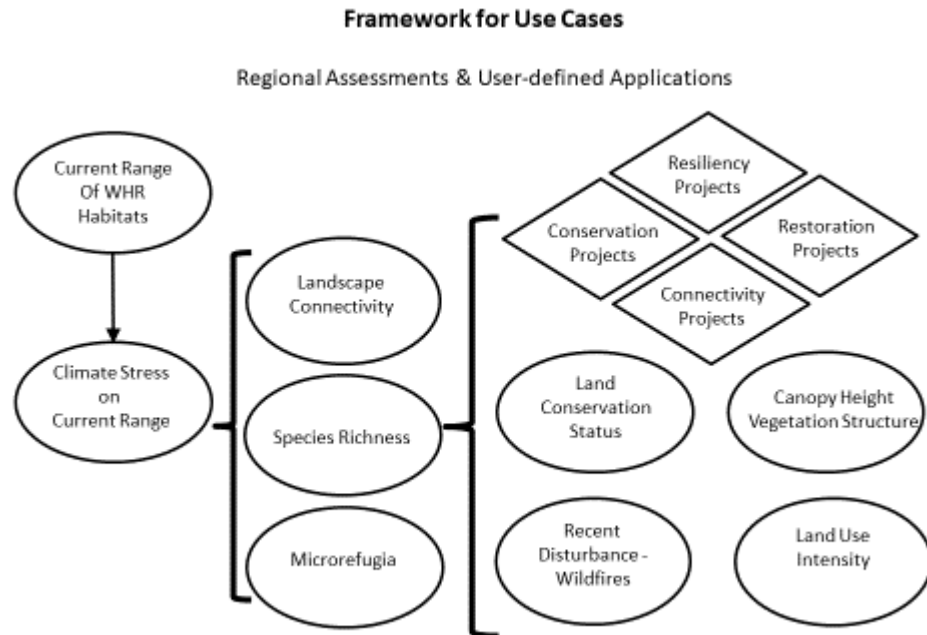 Framework for Use Cases
Regional Assessments & User-defined Applications
Current Range
Of WHR
Habitats
Climate Stress
on
Current Range
Landscape
Connectivity
Species Richness
Microrefugia
Resiliency
Projects
Conservation
Projects
Restoration
Projects
Connectivity
Projects
Land
Conservation
Status
Canopy Height
Vegetation Structure
Recent
Disturbance -
Wildfires
Land Use
Intensity